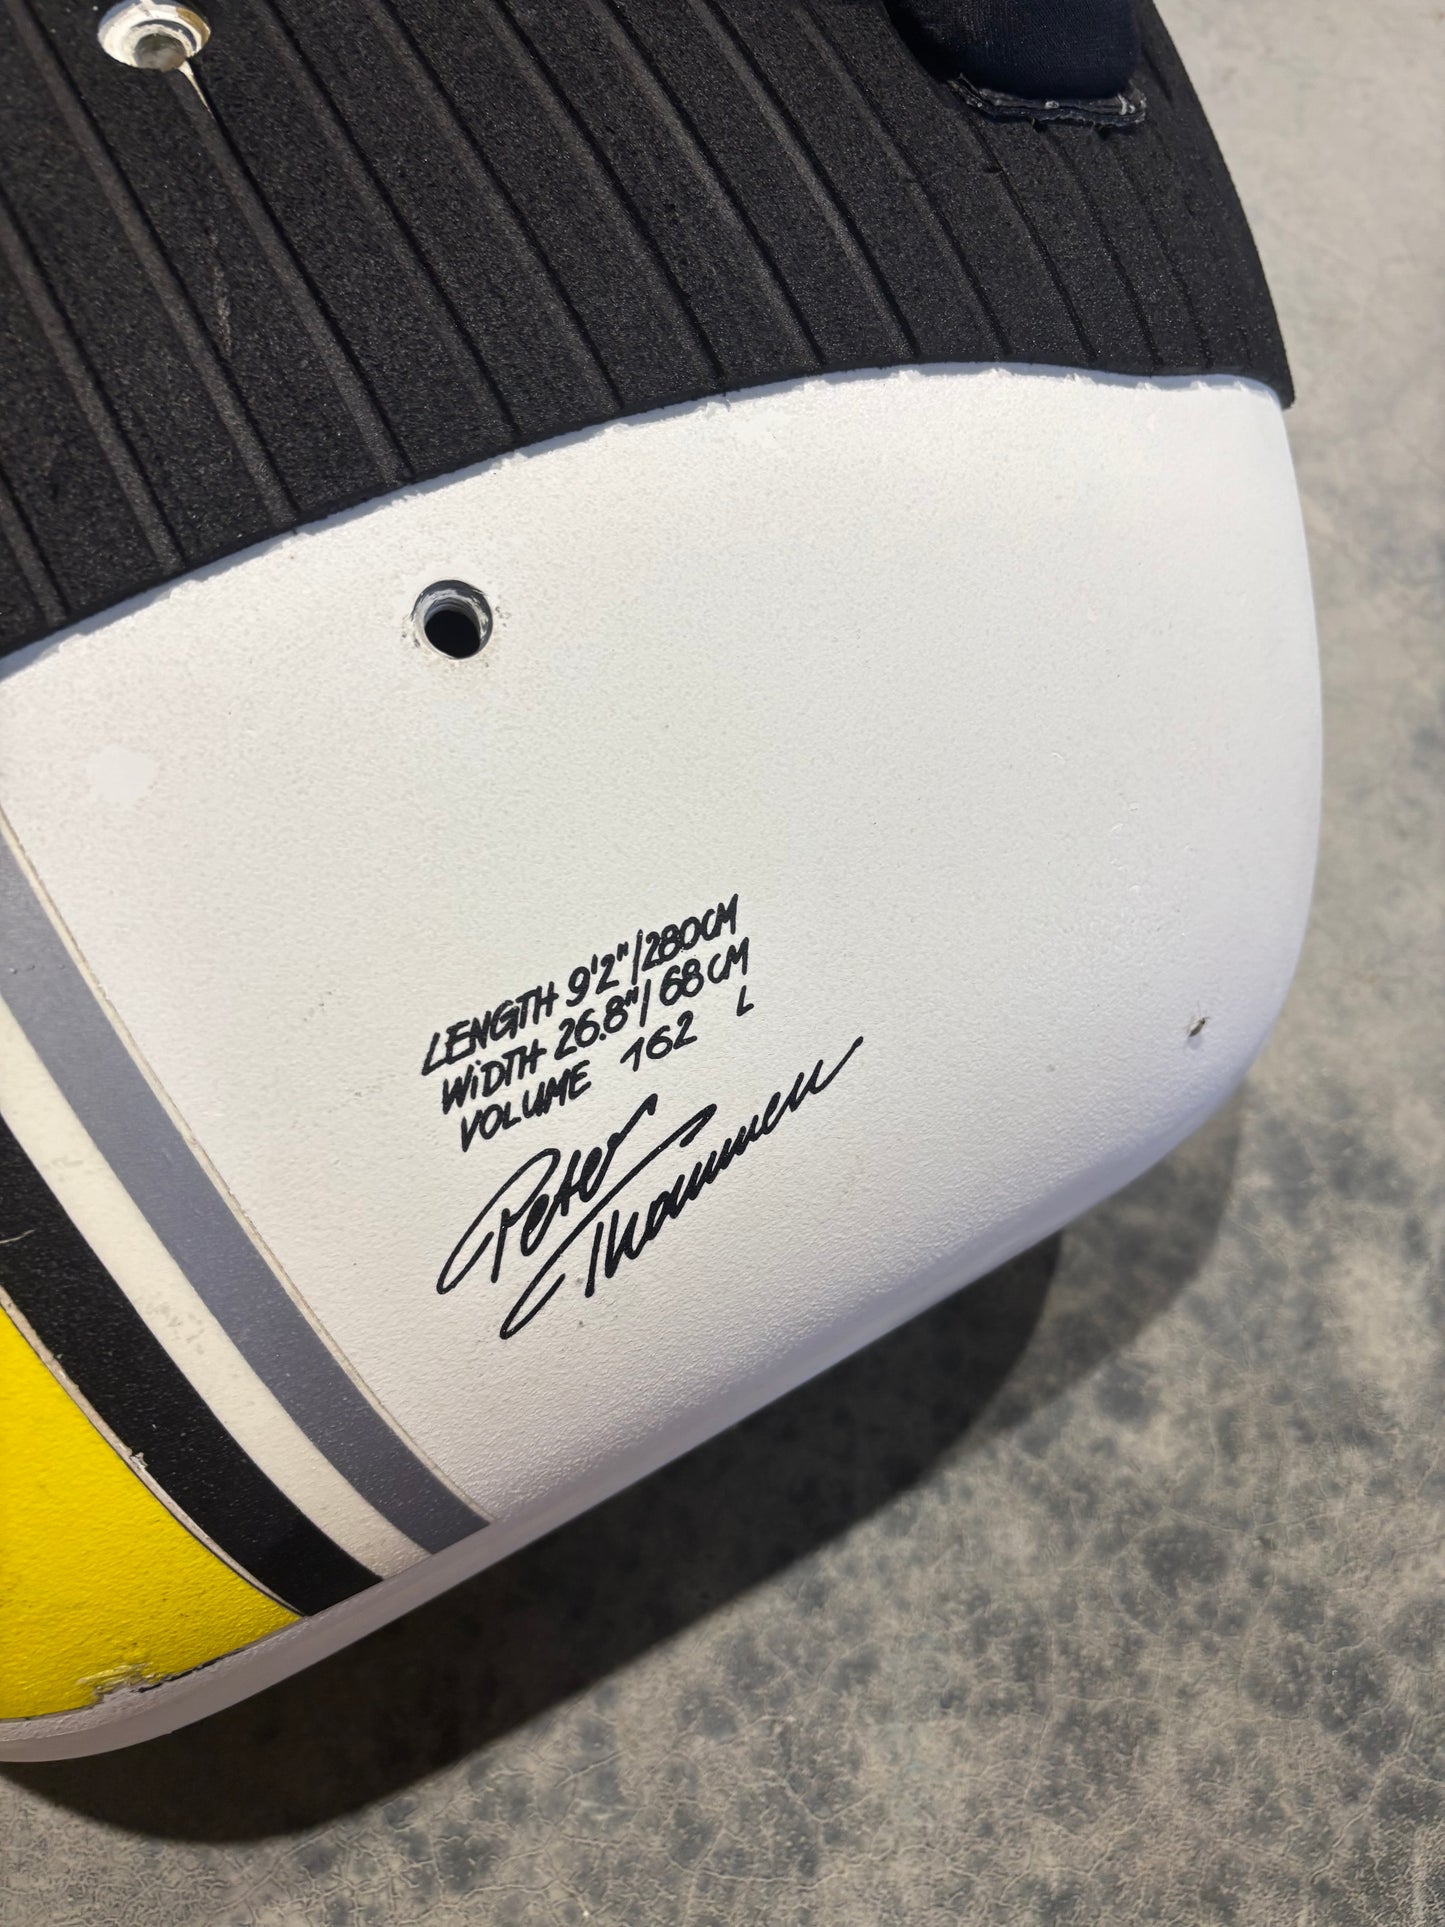 LENGTH 9'2"/280CM
WiDTH 26.8"/68CM
VOLUME 162 L
Peter
Thommen